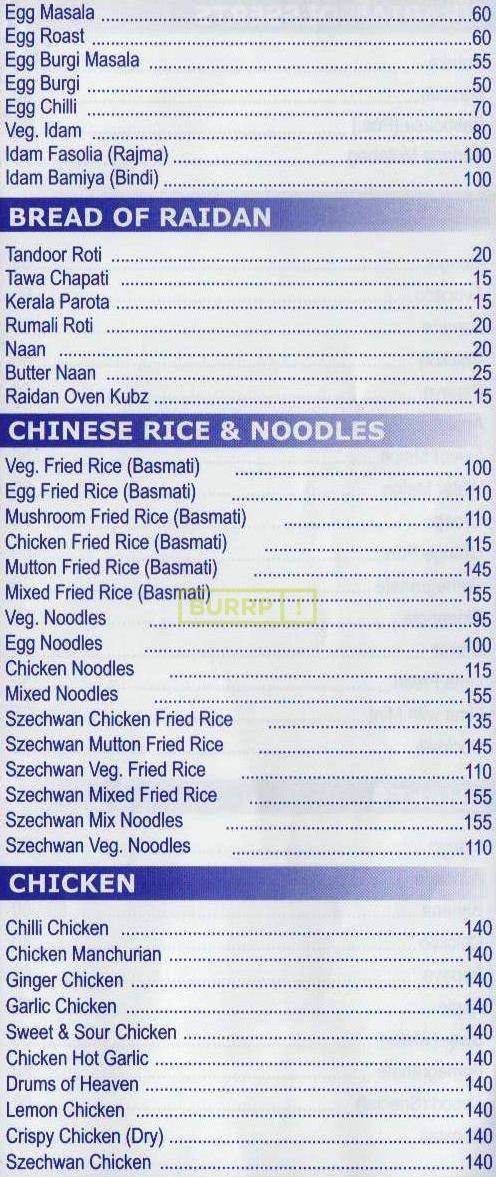 Egg Masala ........ 60
Egg Roast ........ 60
Egg Burgi Masala ........ 55
Egg Burgi ........ 50
Egg Chilli ........ 70
Veg. Idam ........ 80
Idam Fasolia (Rajma) ........ 100
Idam Bamiya (Bindi) ........ 100
BREAD OF RAIDAN
Tandoor Roti ........ 20
Tawa Chapati ........ 15
Kerala Parota ........ 15
Rumali Roti ........ 20
Naan ........ 20
Butter Naan ........ 25
Raidan Oven Kubz ........ 15
CHINESE RICE & NOODLES
Veg. Fried Rice (Basmati) ........ 100
Egg Fried Rice (Basmati) ........ 110
Mushroom Fried Rice (Basmati) ........ 110
Chicken Fried Rice (Basmati) ........ 115
Mutton Fried Rice (Basmati) ........ 145
Mixed Fried Rice (Basmati) ........ 155
BURRP!
Veg. Noodles ........ 95
Egg Noodles ........ 100
Chicken Noodles ........ 115
Mixed Noodles ........ 155
Szechwan Chicken Fried Rice ........ 135
Szechwan Mutton Fried Rice ........ 145
Szechwan Veg. Fried Rice ........ 110
Szechwan Mixed Fried Rice ........ 155
Szechwan Mix Noodles ........ 155
Szechwan Veg. Noodles ........ 110
CHICKEN
Chilli Chicken ........ 140
Chicken Manchurian ........ 140
Ginger Chicken ........ 140
Garlic Chicken ........ 140
Sweet & Sour Chicken ........ 140
Chicken Hot Garlic ........ 140
Drums of Heaven ........ 140
Lemon Chicken ........ 140
Crispy Chicken (Dry) ........ 140
Szechwan Chicken ........ 140